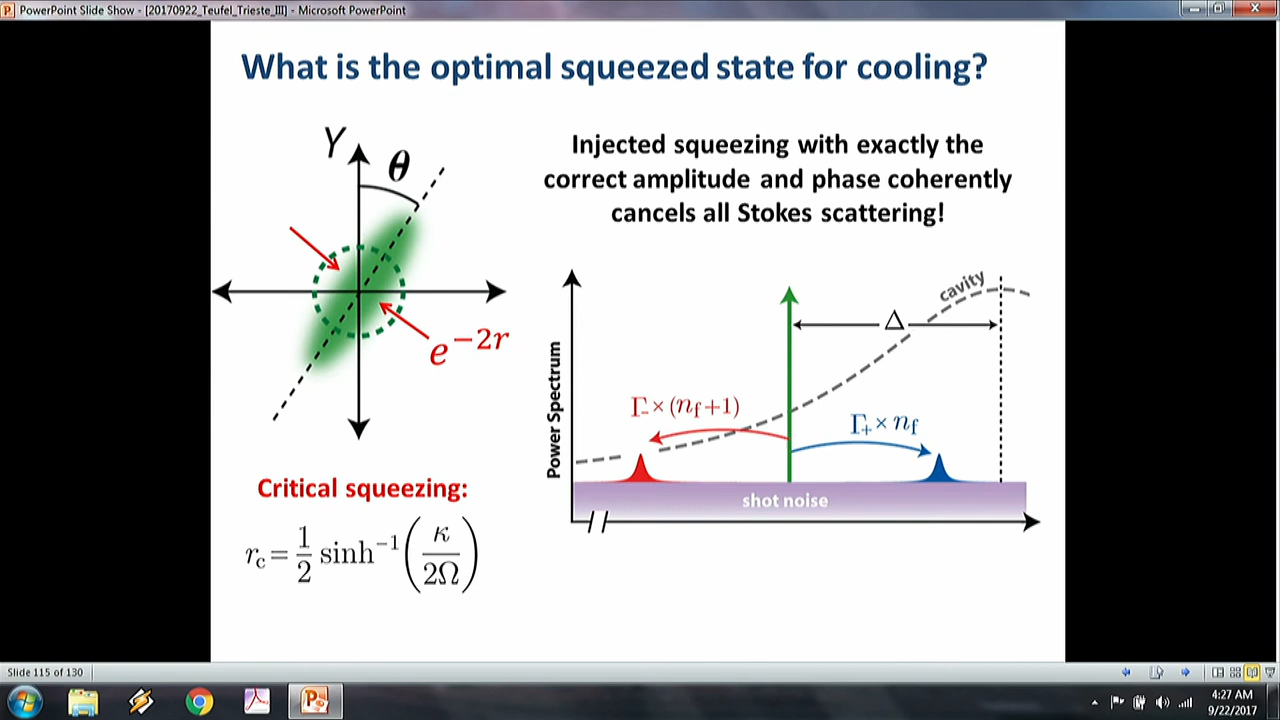 PowerPoint Slide Show - [20170922_Teufel_Trieste_III] - Microsoft PowerPoint
What is the optimal squeezed state for cooling?
Y
θ
e^{-2r}
Critical squeezing:
r_c = 1/2 sinh^{-1}(κ/2Ω)
Injected squeezing with exactly the
correct amplitude and phase coherently
cancels all Stokes scattering!
cavity
Δ
Γ_- × (n_f+1)
Γ_+ × n_f
Power Spectrum
shot noise
Slide 115 of 130
4:27 AM
9/22/2017